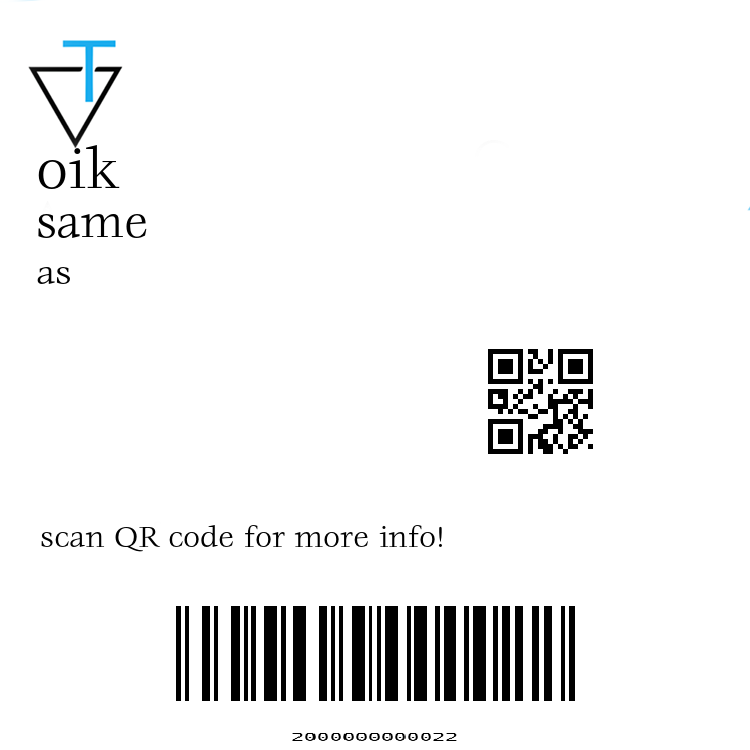 T
oik
same
as
scan QR code for more info!
2000000000022